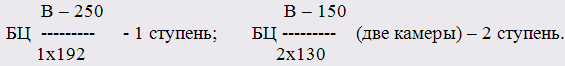 В – 250 В – 150
БЦ --------- - 1 ступень; БЦ --------- (две камеры) – 2 ступень.
1х192 2х130